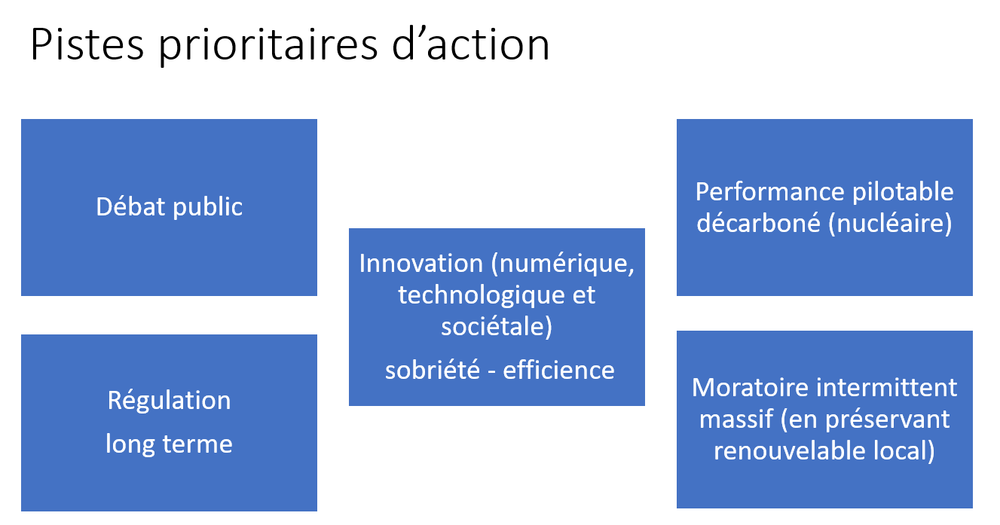 Pistes prioritaires d’action
Débat public
Régulation
long terme
Innovation (numérique,
technologique et
sociétale)
sobriété - efficience
Performance pilotable
décarboné (nucléaire)
Moratoire intermittent
massif (en préservant
renouvelable local)